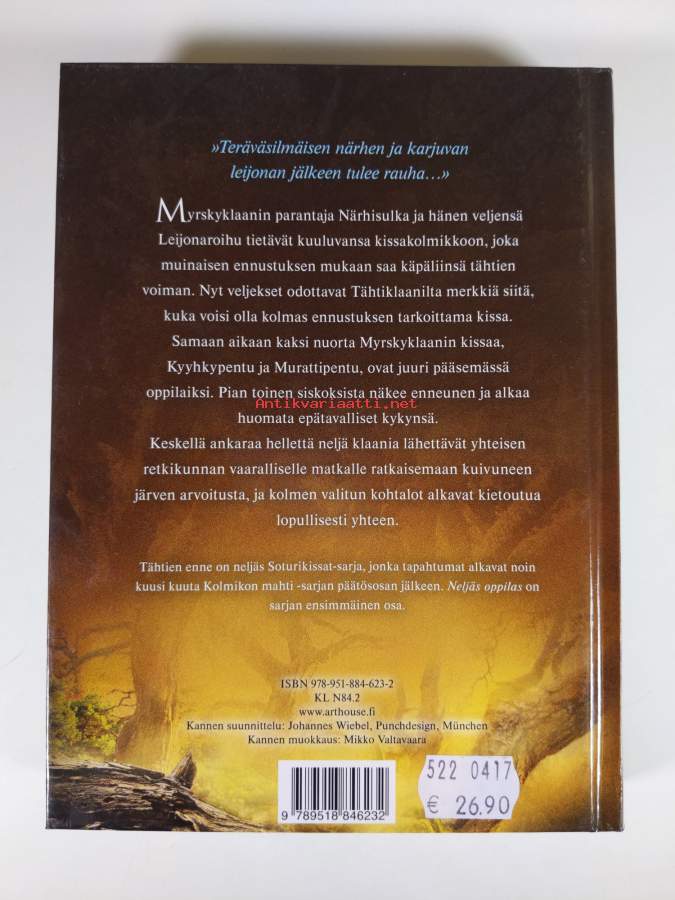 »Teräväsilmäisen närhen ja karjuvan
leijonan jälkeen tulee rauha...»
Myrskyklaanin parantaja Närhisulka ja hänen veljensä
Leijonaroihu tietävät kuuluvansa kissakolmikkoon, joka
muinaisen ennustuksen mukaan saa käpäliinsä tähtien
voiman. Nyt veljekset odottavat Tähtiklaanilta merkkiä siitä,
kuka voisi olla kolmas ennustuksen tarkoittama kissa.
Samaan aikaan kaksi nuorta Myrskyklaanin kissaa,
Kyyhkypentu ja Murattipentu, ovat juuri pääsemässä
oppilaiksi. Pian toinen siskoksista näkee enneunen ja alkaa
Antikvariaatti.net
huomata epätavalliset kykynsä.
Keskellä ankaraa hellettä neljä klaania lähettävät yhteisen
retkikunnan vaaralliselle matkalle ratkaisemaan kuivuneen
järven arvoitusta, ja kolmen valitun kohtalot alkavat kietoutua
lopullisesti yhteen.
Tähtien enne on neljäs Soturikissat-sarja, jonka tapahtumat alkavat noin
kuusi kuuta Kolmikon mahti -sarjan päätösosan jälkeen. Neljäs oppilas on
sarjan ensimmäinen osa.
ISBN 978-951-884-623-2
KL N84.2
www.arthouse.fi
Kannen suunnittelu: Johannes Wiebel, Punchdesign, München
Kannen muokkaus: Mikko Valtavaara
9 789518 846232
522 0417
€ 26.90